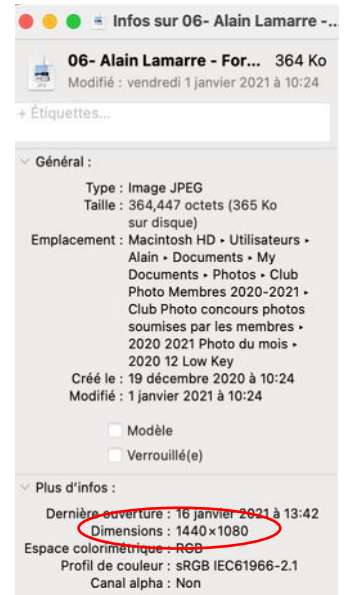 Infos sur 06- Alain Lamarre -...
06- Alain Lamarre - For... 364 Ko
Modifié : vendredi 1 janvier 2021 à 10:24
+ Étiquettes...
Général :
Type : Image JPEG
Taille : 364,447 octets (365 Ko
sur disque)
Emplacement : Macintosh HD ▸ Utilisateurs ▸
Alain ▸ Documents ▸ My
Documents ▸ Photos ▸ Club
Photo Membres 2020-2021 ▸
Club Photo concours photos
soumises par les membres ▸
2020 2021 Photo du mois ▸
2020 12 Low Key
Créé le : 19 décembre 2020 à 10:24
Modifié : 1 janvier 2021 à 10:24
Modèle
Verrouillé(e)
Plus d'infos :
Dernière ouverture : 16 janvier 2021 à 13:42
Dimensions : 1440×1080
Espace colorimétrique : RGB
Profil de couleur : sRGB IEC61966-2.1
Canal alpha : Non